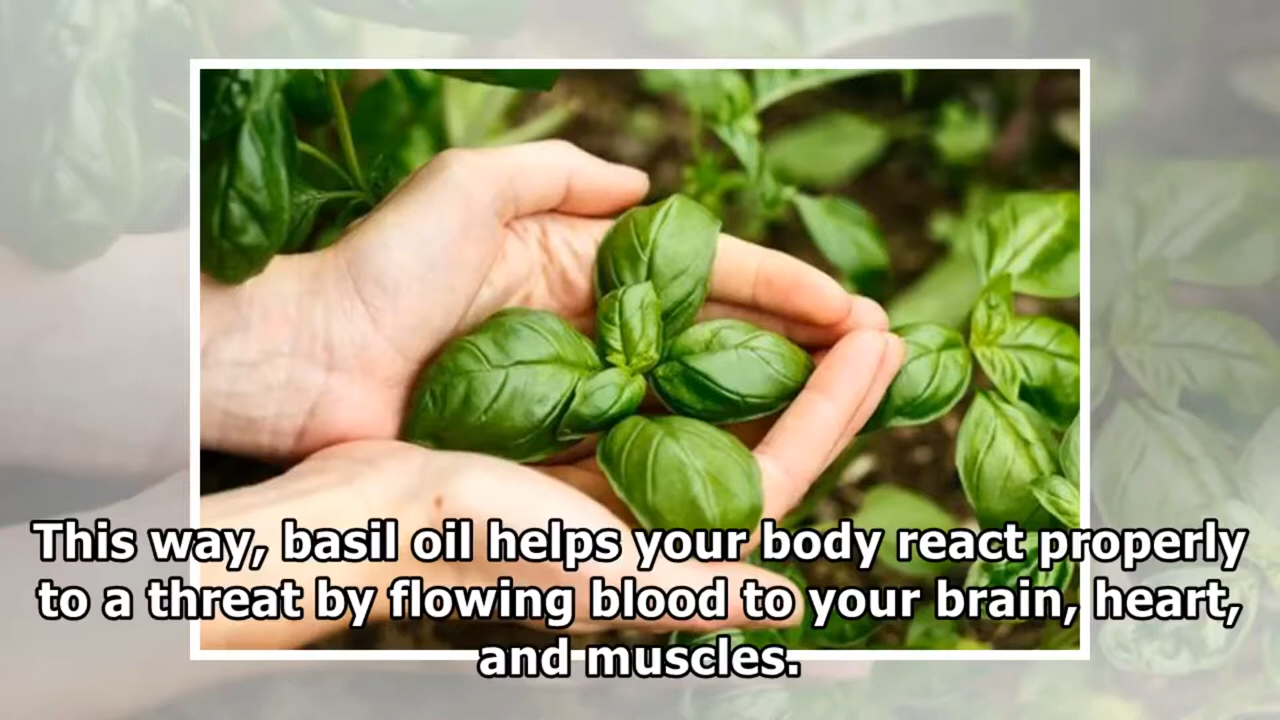 This way, basil oil helps your body react properly
to a threat by flowing blood to your brain, heart,
and muscles.